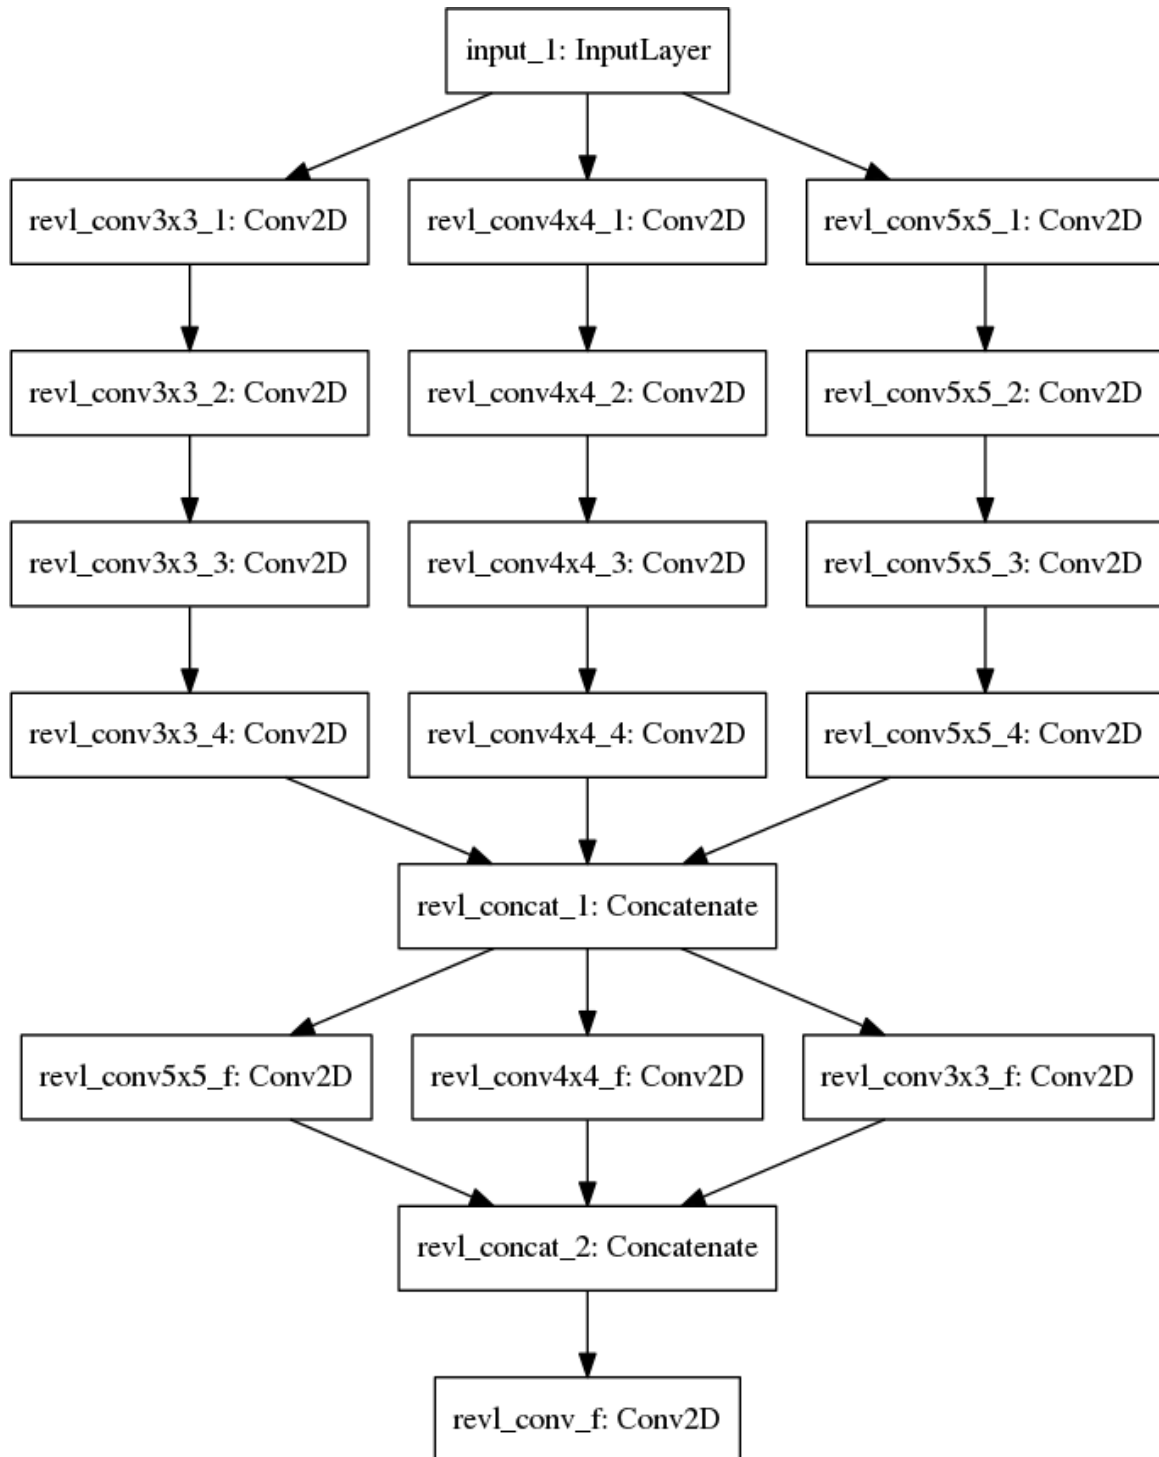 input_1: InputLayer
revl_conv3x3_1: Conv2D
revl_conv4x4_1: Conv2D
revl_conv5x5_1: Conv2D
revl_conv3x3_2: Conv2D
revl_conv4x4_2: Conv2D
revl_conv5x5_2: Conv2D
revl_conv3x3_3: Conv2D
revl_conv4x4_3: Conv2D
revl_conv5x5_3: Conv2D
revl_conv3x3_4: Conv2D
revl_conv4x4_4: Conv2D
revl_conv5x5_4: Conv2D
revl_concat_1: Concatenate
revl_conv5x5_f: Conv2D
revl_conv4x4_f: Conv2D
revl_conv3x3_f: Conv2D
revl_concat_2: Concatenate
revl_conv_f: Conv2D